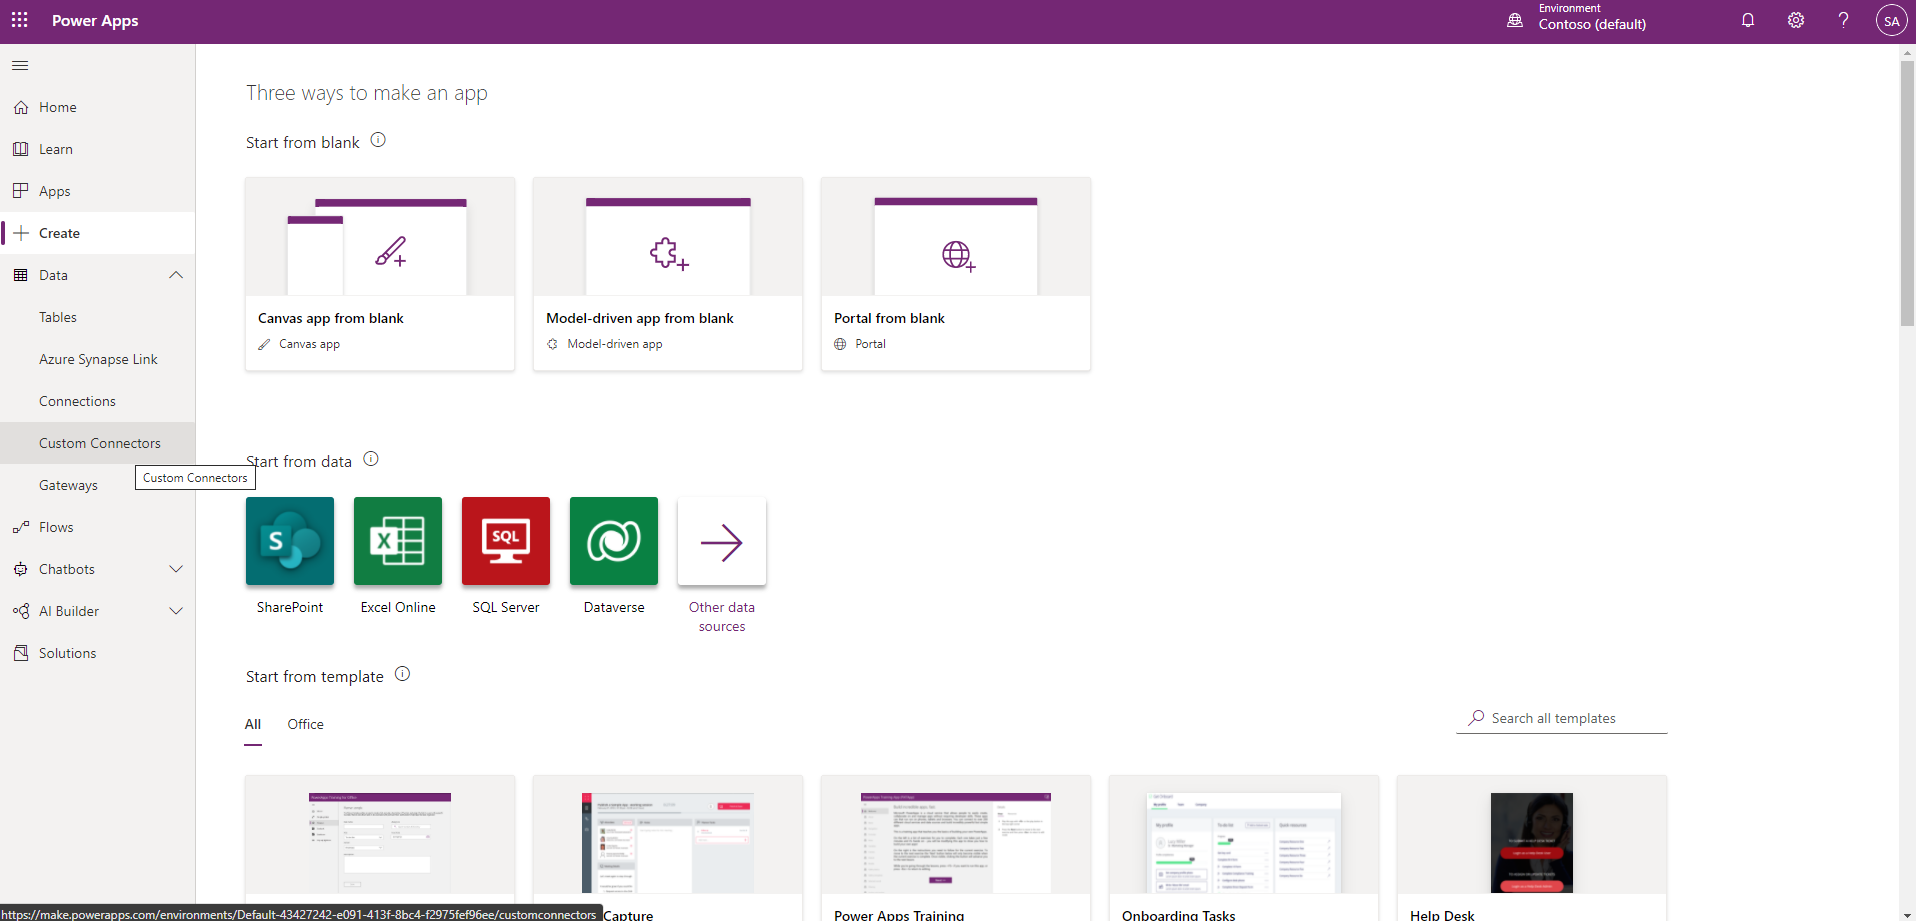 Power Apps
Environment
Contoso (default)
SA
Home
Learn
Apps
Create
Data
Tables
Azure Synapse Link
Connections
Custom Connectors
Custom Connectors
Gateways
Flows
Chatbots
AI Builder
Solutions
Three ways to make an app
Start from blank
Canvas app from blank
Canvas app
Model-driven app from blank
Model-driven app
Portal from blank
Portal
Start from data
S
X
SQL
SharePoint
Excel Online
SQL Server
Dataverse
Other data
sources
Start from template
All
Office
Search all templates
Capture
Power Apps Training
Onboarding Tasks
Help Desk
https://make.powerapps.com/environments/Default-43427242-e091-413f-8bc4-f2975fef96ee/customconnectors